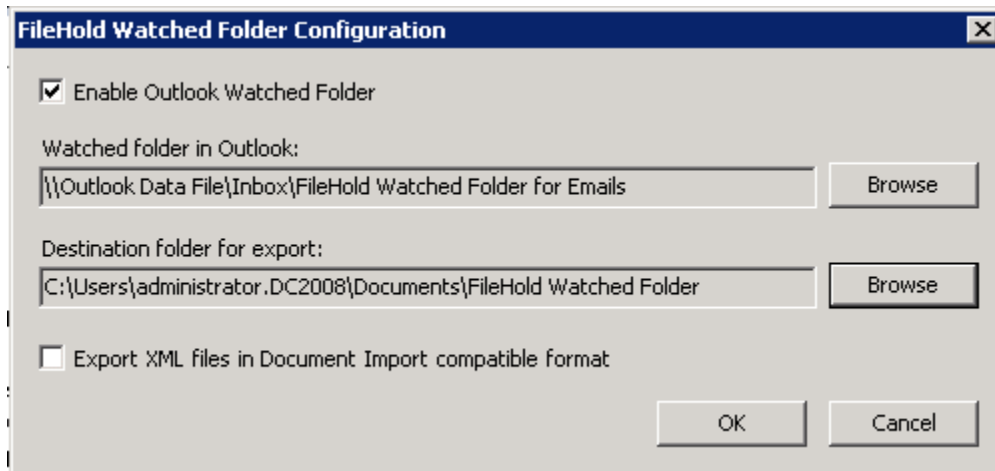 FileHold Watched Folder Configuration
Enable Outlook Watched Folder
Watched folder in Outlook:
\\Outlook Data File\Inbox\FileHold Watched Folder for Emails
Browse
Destination folder for export:
C:\Users\administrator.DC2008\Documents\FileHold Watched Folder
Browse
Export XML files in Document Import compatible format
OK
Cancel